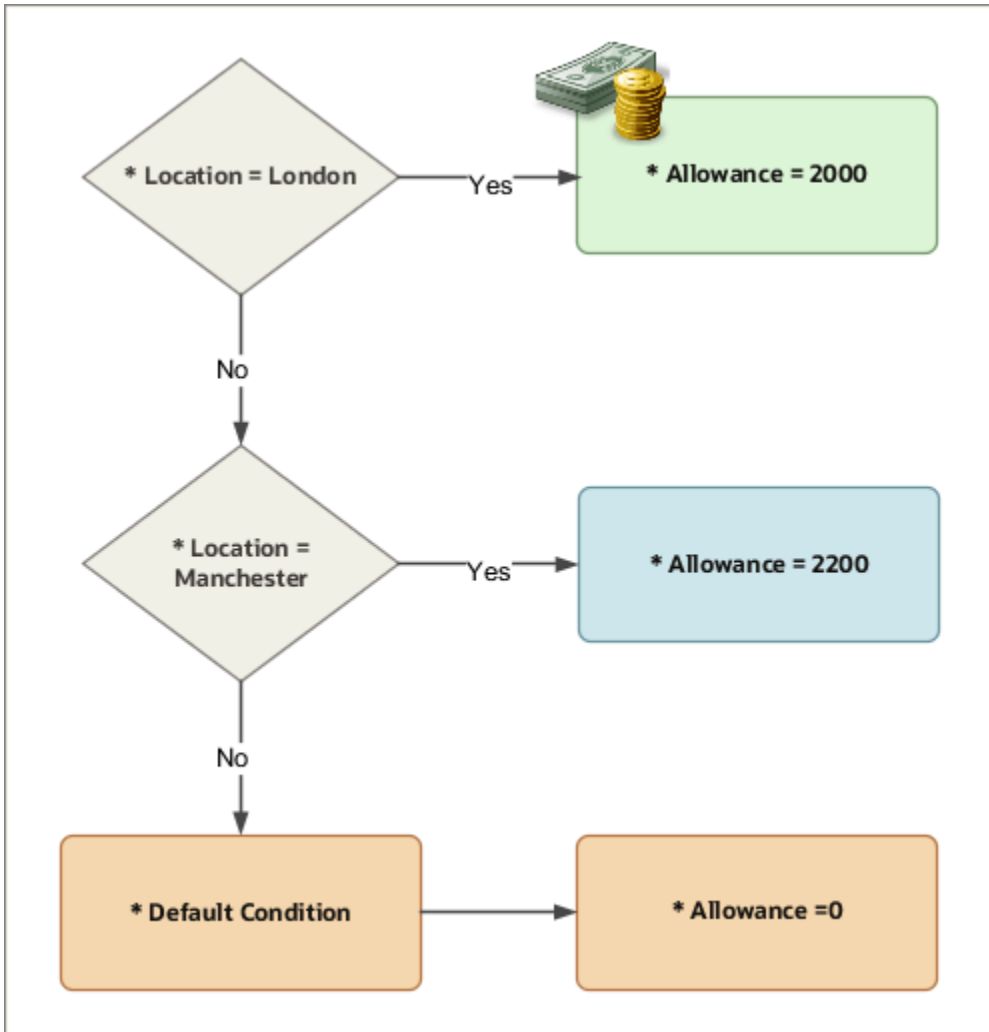 * Location = London
Yes
* Allowance = 2000
No
* Location =
Manchester
Yes
* Allowance = 2200
No
* Default Condition
* Allowance =0